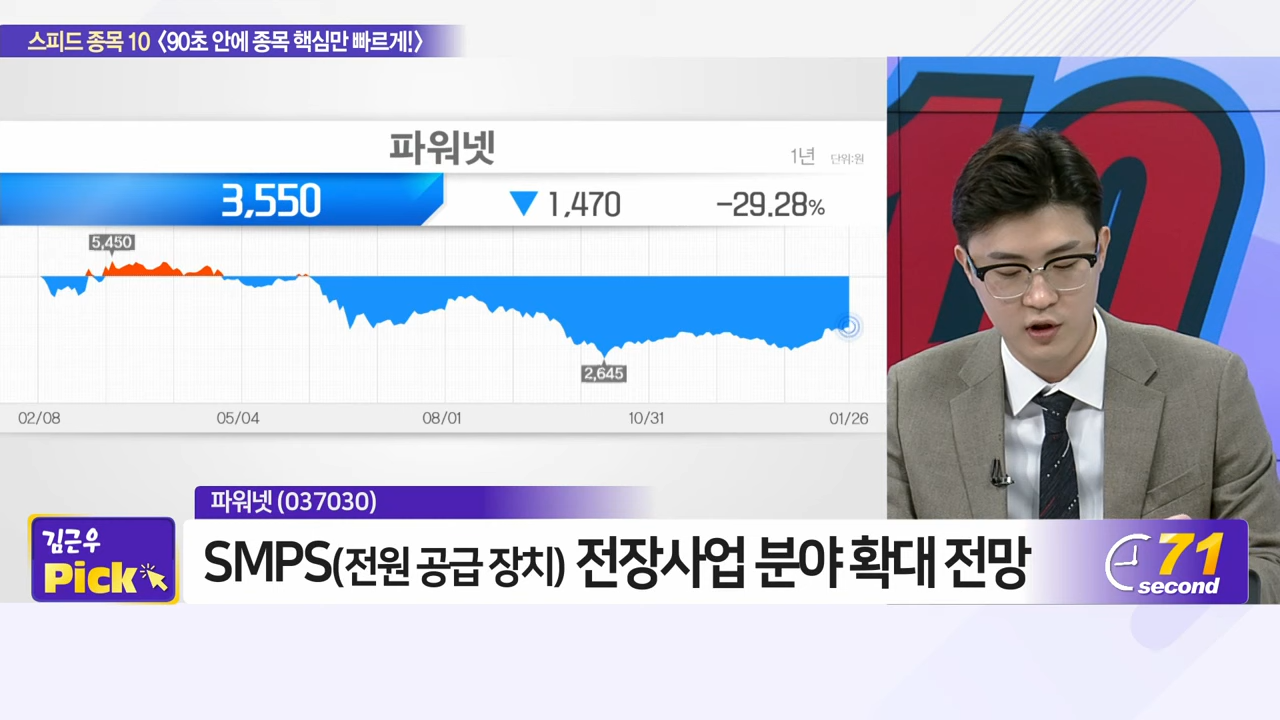 스피드 종목 10 <90초 안에 종목 핵심만 빠르게!>
파워넷
1년 단위:원
3,550 ▼ 1,470 -29.28%
5,450
2,645
02/08 05/04 08/01 10/31 01/26
파워넷 (037030)
김근우
Pick
SMPS(전원 공급 장치) 전장사업 분야 확대 전망
71
second